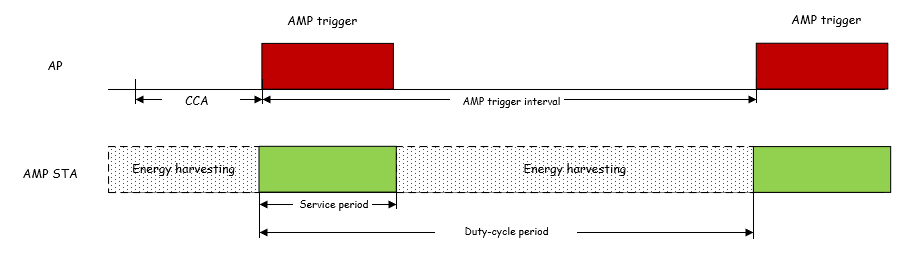 AMP trigger
AMP trigger
AP
CCA
AMP trigger interval
Energy harvesting
Energy harvesting
AMP STA
Service period
Duty-cycle period